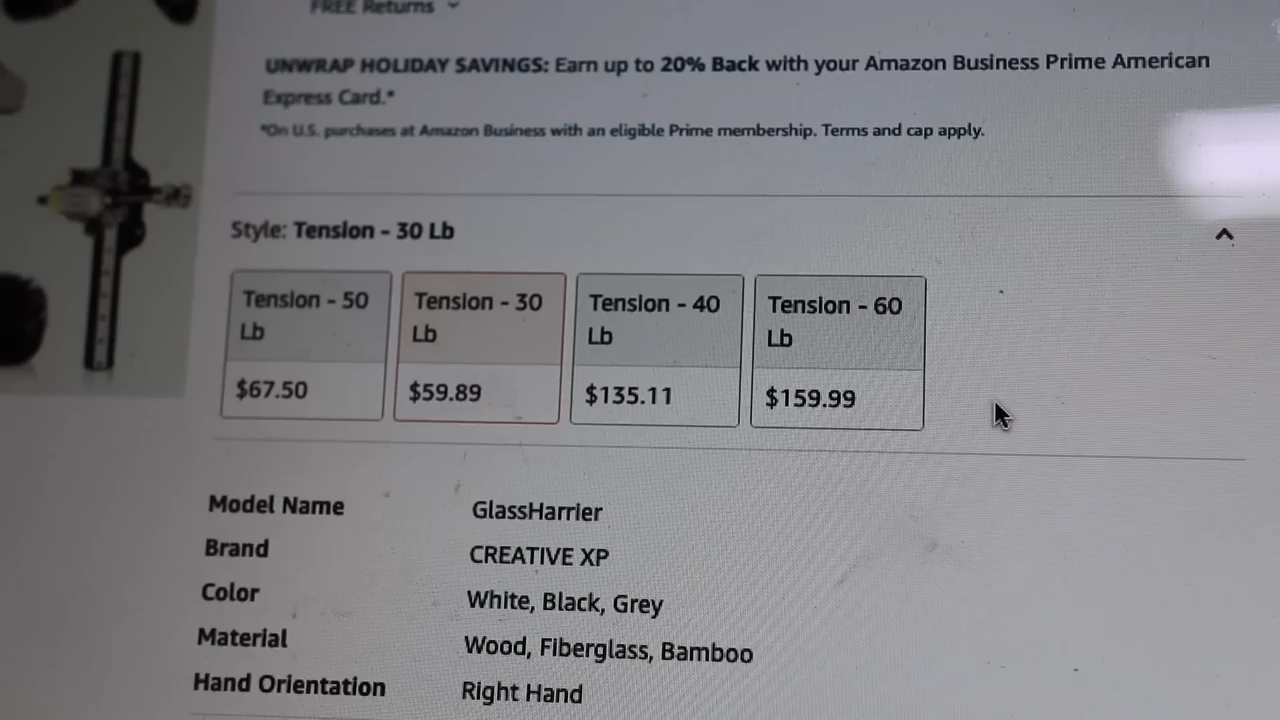 FREE Returns
UNWRAP HOLIDAY SAVINGS: Earn up to 20% Back with your Amazon Business Prime American
Express Card.*
*On U.S. purchases at Amazon Business with an eligible Prime membership. Terms and cap apply.
Style: Tension - 30 Lb
Tension - 50
Lb
$67.50
Tension - 30
Lb
$59.89
Tension - 40
Lb
$135.11
Tension - 60
Lb
$159.99
Model Name GlassHarrier
Brand CREATIVE XP
Color White, Black, Grey
Material Wood, Fiberglass, Bamboo
Hand Orientation Right Hand